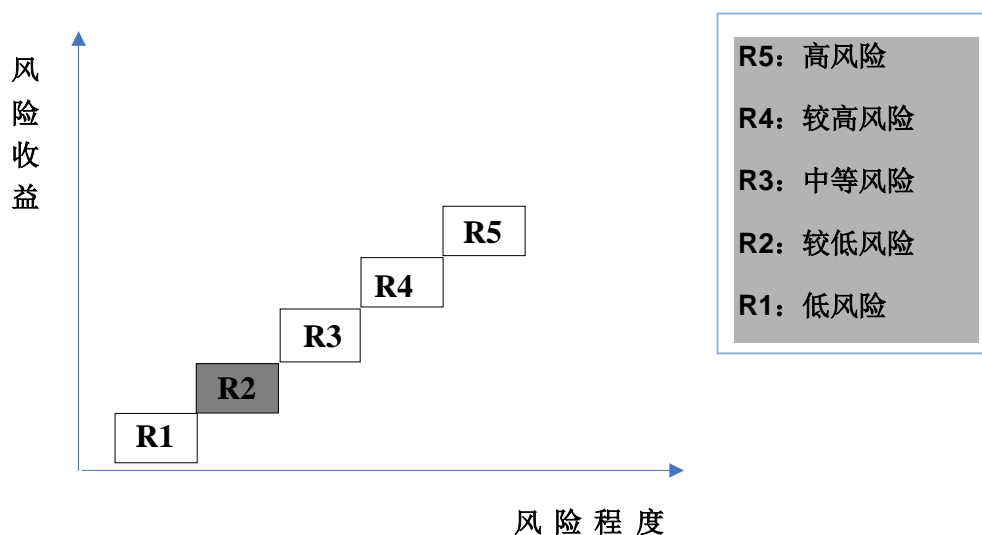 风险收益
R5
R4
R3
R2
R1
风 险 程 度
R5：高风险
R4：较高风险
R3：中等风险
R2：较低风险
R1：低风险